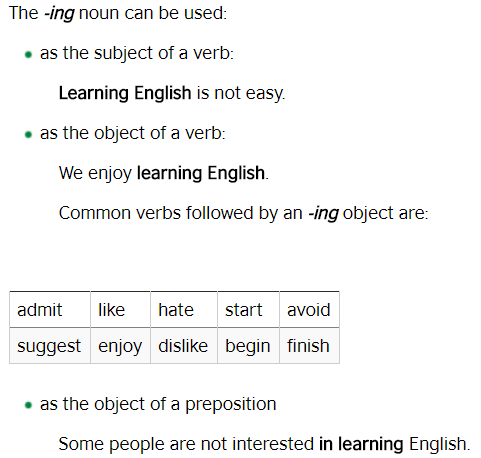 The -ing noun can be used:
as the subject of a verb:
Learning English is not easy.
as the object of a verb:
We enjoy learning English.
Common verbs followed by an -ing object are:
admit like hate start avoid
suggest enjoy dislike begin finish
as the object of a preposition
Some people are not interested in learning English.